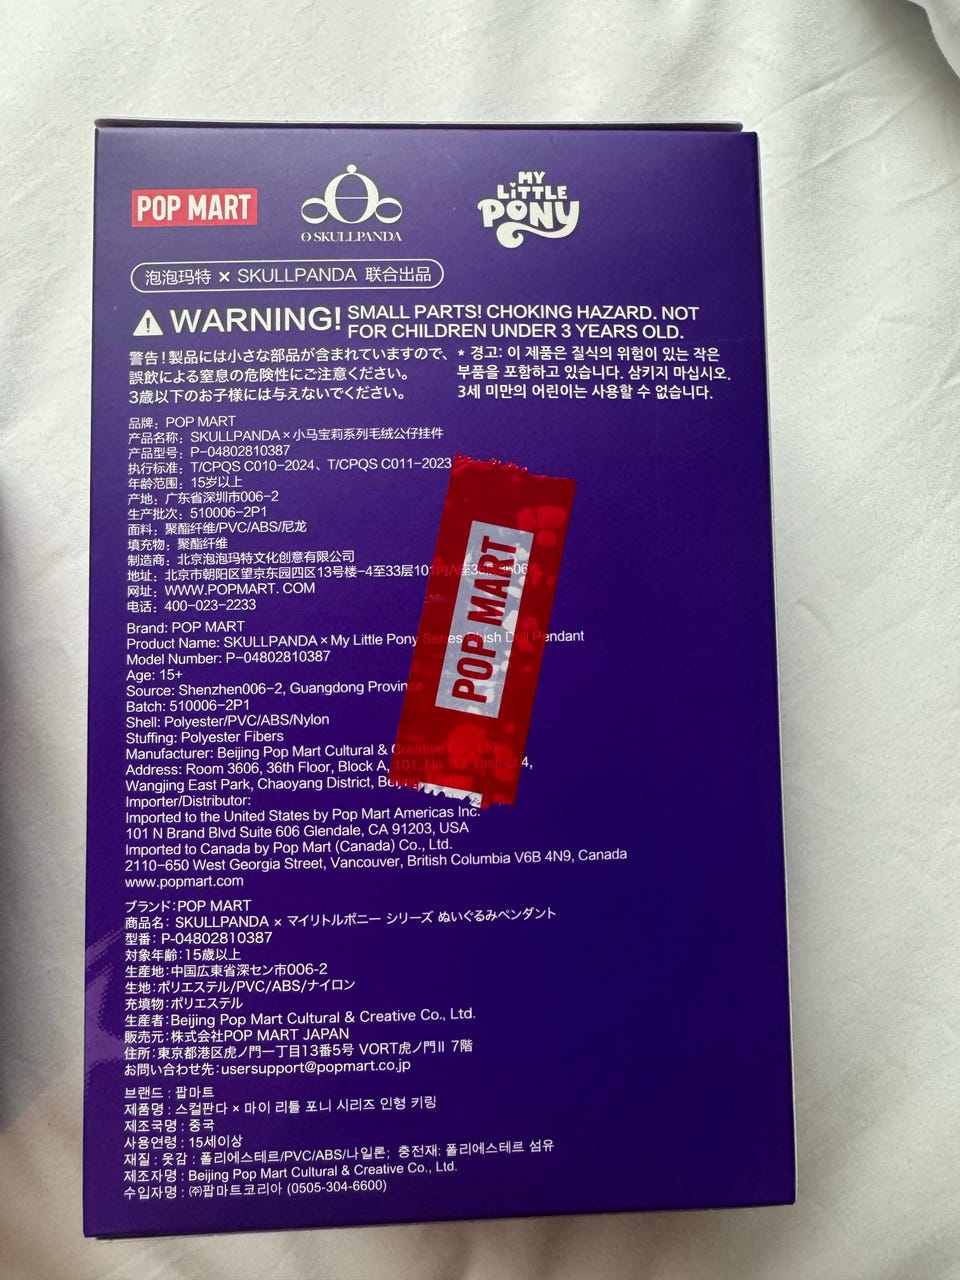 POP MART
SKULLPANDA
MY
LITTLE
PONY
泡泡玛特 × SKULLPANDA 联合出品
WARNING! SMALL PARTS! CHOKING HAZARD. NOT
FOR CHILDREN UNDER 3 YEARS OLD.
警告！製品には小さな部品が含まれていますので、
誤飲による窒息の危険性にご注意ください。
3歳以下のお子様には与えないでください。
* 경고: 이 제품은 질식의 위험이 있는 작은
부품을 포함하고 있습니다. 삼키지 마십시오.
3세 미만의 어린이는 사용할 수 없습니다.
品牌：POP MART
产品名称：SKULLPANDA×小马宝莉系列毛绒公仔挂件
产品型号：P-04802810387
执行标准：T/CPQS C010-2024、T/CPQS C011-2023
年龄范围：15岁以上
产地：广东省深圳市006-2
生产批次：510006-2P1
面料：聚酯纤维/PVC/ABS/尼龙
填充物：聚酯纤维
制造商：北京泡泡玛特文化创意有限公司
地址：北京市朝阳区望京东园四区13号楼-4至33层101内A座36层3606室
网址：WWW.POPMART. COM
电话：400-023-2233
POP MART
Brand: POP MART
Product Name: SKULLPANDA×My Little Pony Series Plush Doll Pendant
Model Number: P-04802810387
Age: 15+
Source: Shenzhen006-2, Guangdong Province
Batch: 510006-2P1
Shell: Polyester/PVC/ABS/Nylon
Stuffing: Polyester Fibers
Manufacturer: Beijing Pop Mart Cultural & Creative Co., Ltd.
Address: Room 3606, 36th Floor, Block A, 101, No. 13, District 4,
Wangjing East Park, Chaoyang District,
Importer/Distributor:
Imported to the United States by Pop Mart Americas Inc.
101 N Brand Blvd Suite 606 Glendale, CA 91203, USA
Imported to Canada by Pop Mart (Canada) Co., Ltd.
2110-650 West Georgia Street, Vancouver, British Columbia V6B 4N9, Canada
www.popmart.com
ブランド：POP MART
商品名：SKULLPANDA × マイリトルポニー シリーズ ぬいぐるみペンダント
型番：P-04802810387
対象年齢：15歳以上
生産地：中国広東省深セン市006-2
生地：ポリエステル/PVC/ABS/ナイロン
充填物：ポリエステル
生産者：Beijing Pop Mart Cultural & Creative Co., Ltd.
販売元：株式会社POP MART JAPAN
住所：東京都港区虎ノ門一丁目13番5号 VORT虎ノ門II 7階
お問い合わせ先：usersupport@popmart.co.jp
브랜드 : 팝마트
제품명 : 스컬판다 × 마이 리틀 포니 시리즈 인형 키링
제조국명 : 중국
사용연령 : 15세이상
재질 : 옷감 : 폴리에스테르/PVC/ABS/나일론; 충전재: 폴리에스테르 섬유
제조자명 : Beijing Pop Mart Cultural & Creative Co., Ltd.
수입자명 : ㈜팝마트코리아 (0505-304-6600)